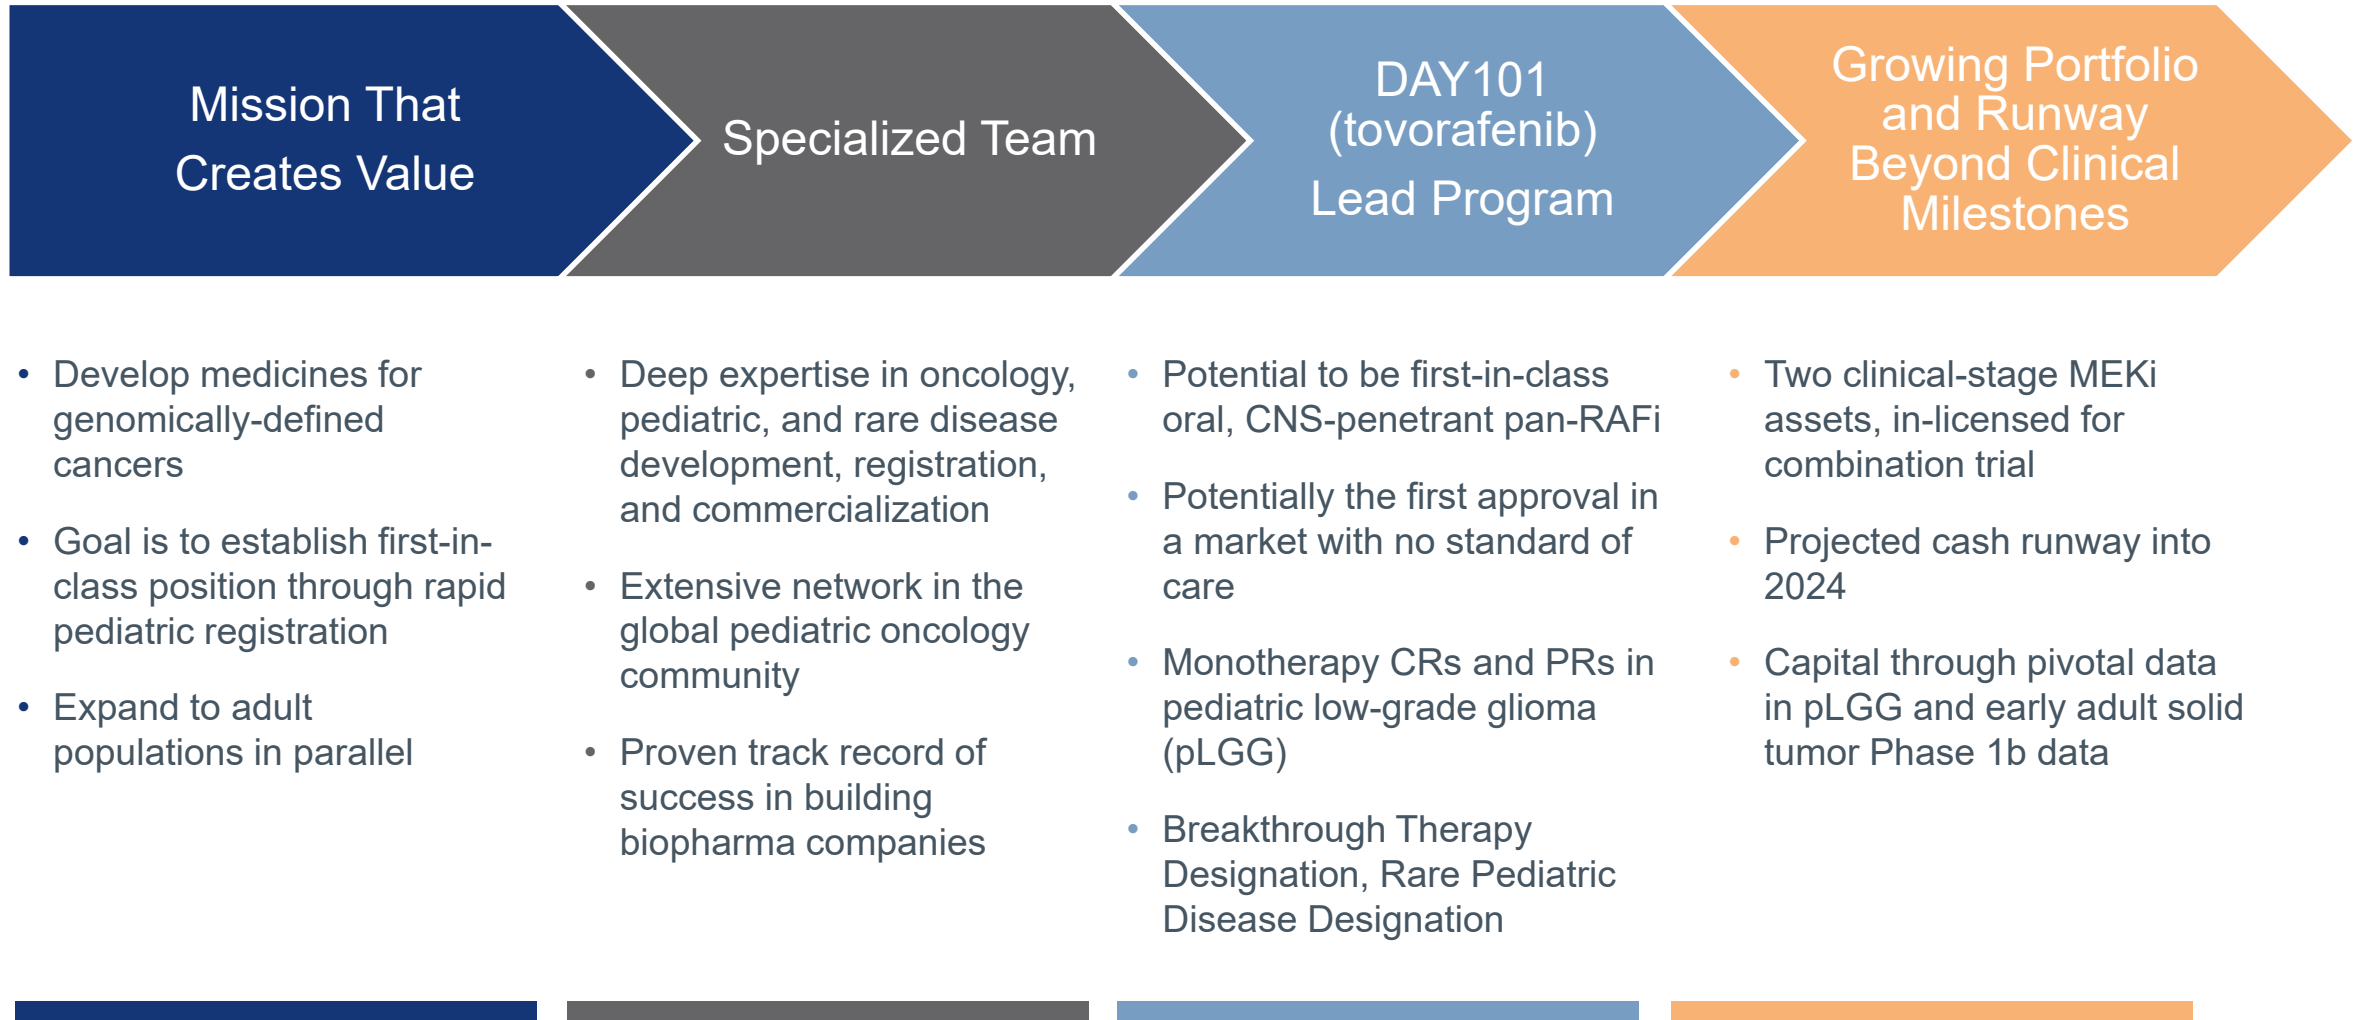 Mission That
Creates Value
Specialized Team
DAY101
(tovorafenib)
Lead Program
Growing Portfolio
and Runway
Beyond Clinical
Milestones
• Develop medicines for
genomically-defined
cancers
• Goal is to establish first-in-
class position through rapid
pediatric registration
• Expand to adult
populations in parallel
• Deep expertise in oncology,
pediatric, and rare disease
development, registration,
and commercialization
• Extensive network in the
global pediatric oncology
community
• Proven track record of
success in building
biopharma companies
• Potential to be first-in-class
oral, CNS-penetrant pan-RAFi
• Potentially the first approval in
a market with no standard of
care
• Monotherapy CRs and PRs in
pediatric low-grade glioma
(pLGG)
• Breakthrough Therapy
Designation, Rare Pediatric
Disease Designation
• Two clinical-stage MEKi
assets, in-licensed for
combination trial
• Projected cash runway into
2024
• Capital through pivotal data
in pLGG and early adult solid
tumor Phase 1b data